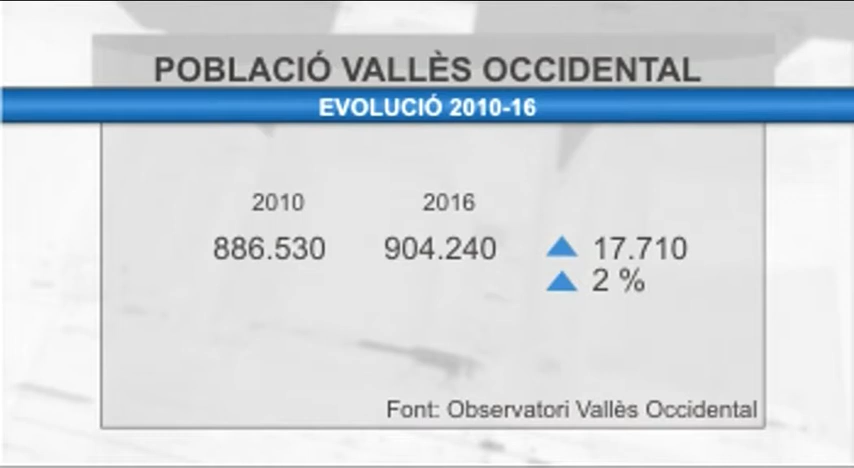 POBLACIÓ VALLÈS OCCIDENTAL
EVOLUCIÓ 2010-16
2010 2016
886.530 904.240 ▲ 17.710
▲ 2 %
Font: Observatori Vallès Occidental